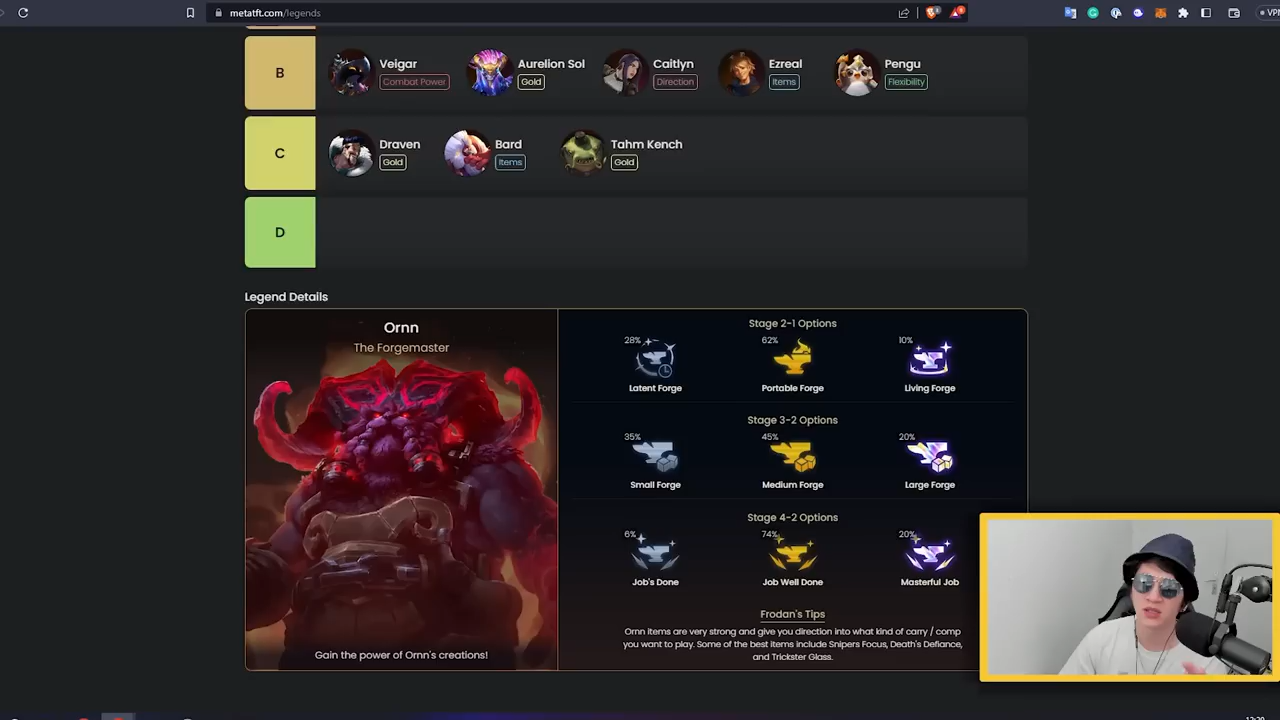 metatft.com/legends
VPN
B
Veigar
Combat Power
Aurelion Sol
Gold
Caitlyn
Direction
Ezreal
Items
Pengu
Flexibility
C
Draven
Gold
Bard
Items
Tahm Kench
Gold
D
Legend Details
Ornn
The Forgemaster
Gain the power of Ornn's creations!
Stage 2-1 Options
28%
62%
10%
Latent Forge
Portable Forge
Living Forge
Stage 3-2 Options
35%
45%
20%
Small Forge
Medium Forge
Large Forge
Stage 4-2 Options
6%
74%
20%
Job's Done
Job Well Done
Masterful Job
Frodan's Tips
Ornn items are very strong and give you direction into what kind of carry / comp
you want to play. Some of the best items include Snipers Focus, Death's Defiance,
and Trickster Glass.